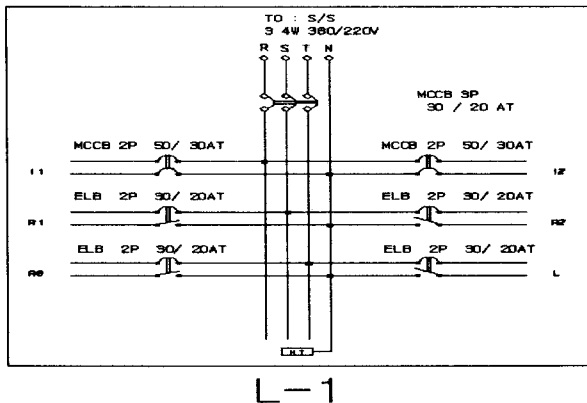 TO : S/S
3 4W 380/220V
R S T N
MCCB 3P
30 / 20 AT
MCCB 2P 50/ 30AT
MCCB 2P 50/ 30AT
I1
I2
ELB 2P 30/ 20AT
ELB 2P 30/ 20AT
R1
R2
ELB 2P 30/ 20AT
ELB 2P 30/ 20AT
L
N.T
L-1